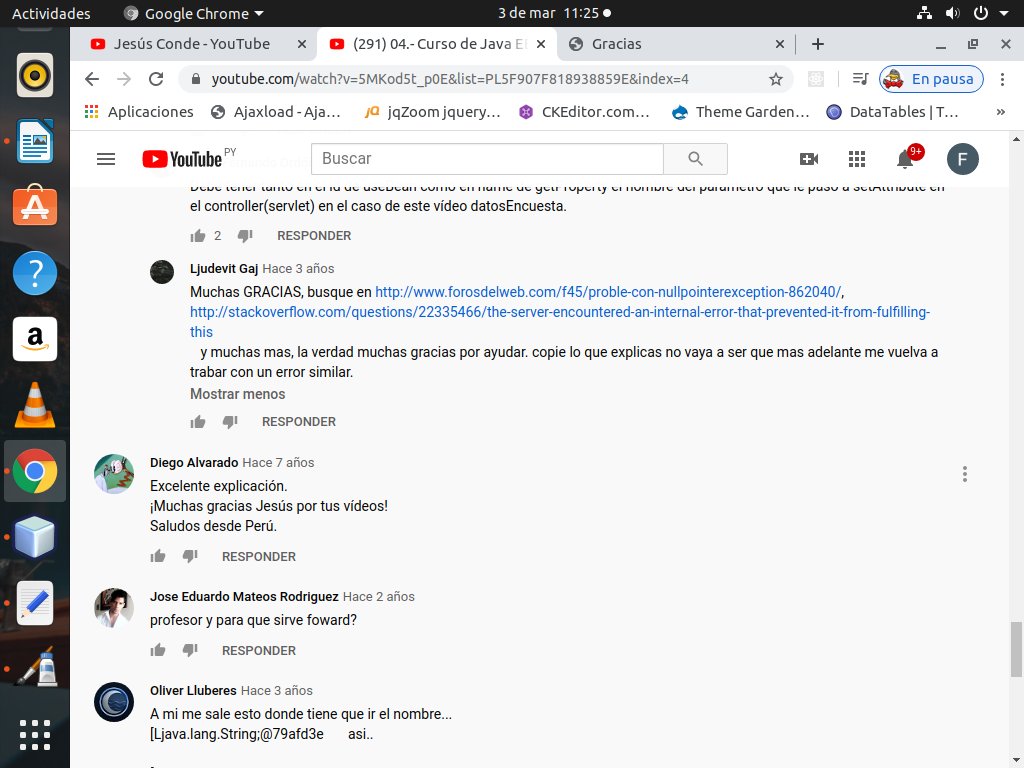 Actividades
Google Chrome
3 de mar 11:25
Jesús Conde - YouTube
(291) 04.- Curso de Java E
Gracias
youtube.com/watch?v=5MKod5t_p0E&list=PL5F907F818938859E&index=4
En pausa
Aplicaciones
Ajaxload - Aja...
jqZoom jquery...
CKEditor.com...
Theme Garden...
DataTables | T...
»
YouTube PY
Buscar
9+
F
Debe tener tanto en el id de useBean como en name de getProperty el nombre del parametro que le paso a setAttribute en
el controller(servlet) en el caso de este vídeo datosEncuesta.
2 RESPONDER
Ljudevit Gaj Hace 3 años
Muchas GRACIAS, busque en http://www.forosdelweb.com/f45/proble-con-nullpointerexception-862040/,
http://stackoverflow.com/questions/22335466/the-server-encountered-an-internal-error-that-prevented-it-from-fulfilling-
this
y muchas mas, la verdad muchas gracias por ayudar. copie lo que explicas no vaya a ser que mas adelante me vuelva a
trabar con un error similar.
Mostrar menos
RESPONDER
Diego Alvarado Hace 7 años
Excelente explicación.
¡Muchas gracias Jesús por tus vídeos!
Saludos desde Perú.
RESPONDER
Jose Eduardo Mateos Rodriguez Hace 2 años
profesor y para que sirve foward?
RESPONDER
Oliver Lluberes Hace 3 años
A mi me sale esto donde tiene que ir el nombre...
[Ljava.lang.String;@79afd3e asi..